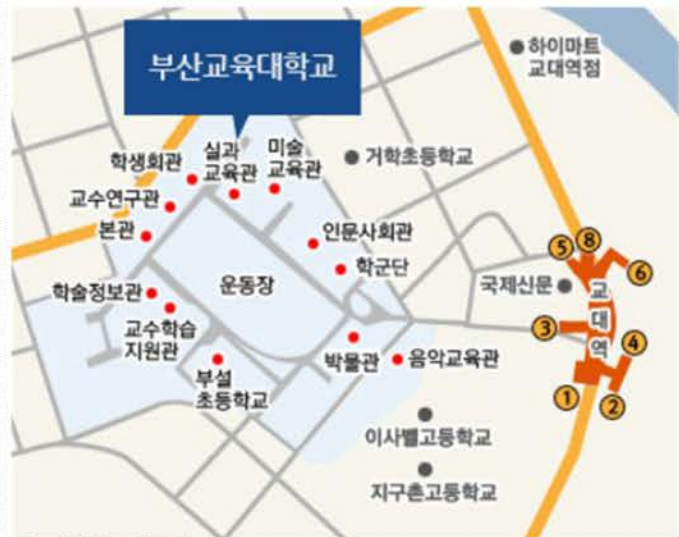 하이마트
교대역점
부산교육대학교
학생회관
실과
교육관
미술
교육관
거학초등학교
교수연구관
본관
인문사회관
학군단
학술정보관
운동장
교수학습
지원관
부설
초등학교
박물관
음악교육관
국제신문
교
대
역
5
8
6
3
4
1
2
이사벨고등학교
지구촌고등학교